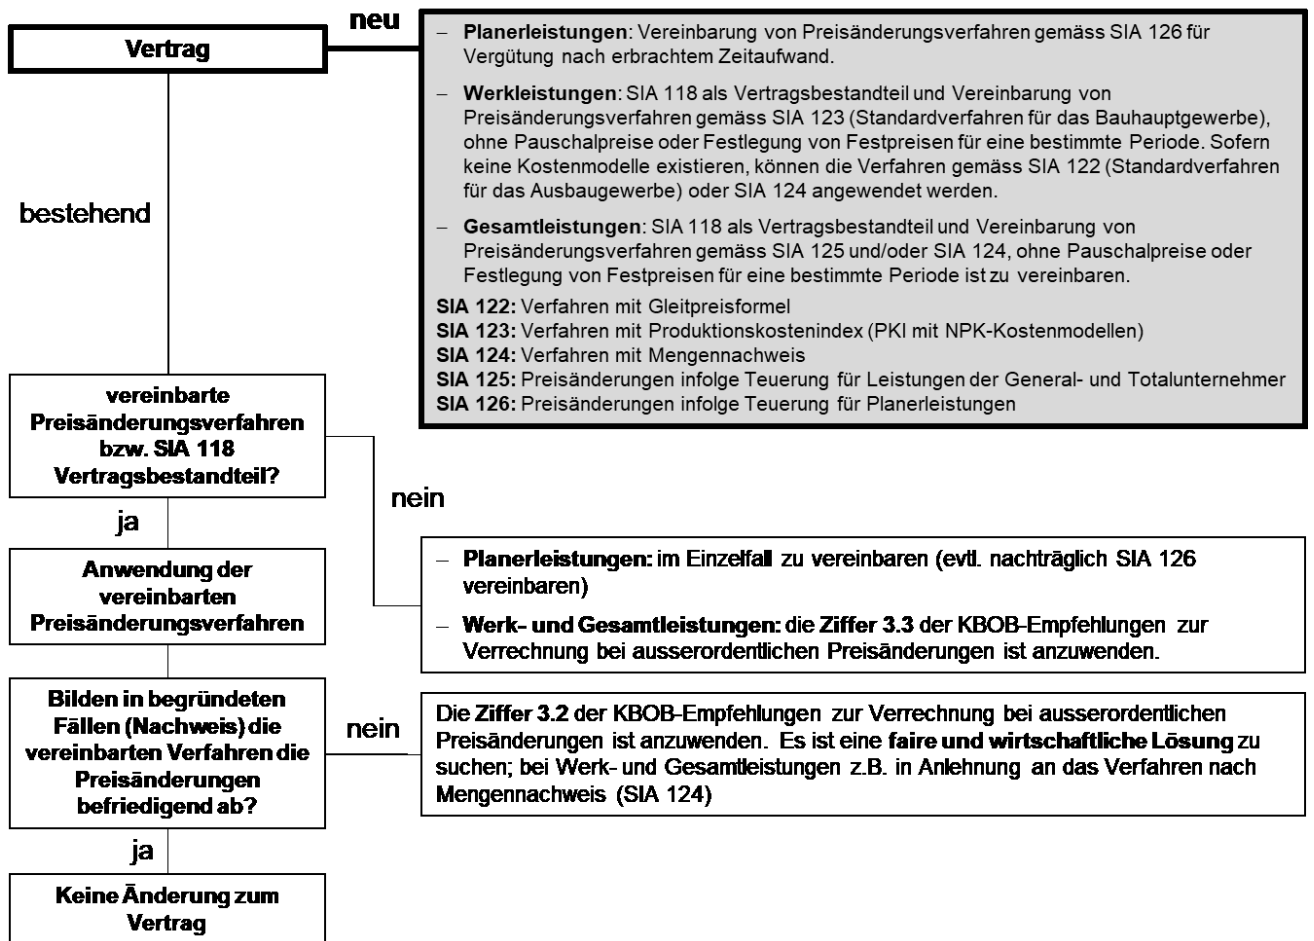 neu
Vertrag
– Planerleistungen: Vereinbarung von Preisänderungsverfahren gemäss SIA 126 für
Vergütung nach erbrachtem Zeitaufwand.
– Werkleistungen: SIA 118 als Vertragsbestandteil und Vereinbarung von
Preisänderungsverfahren gemäss SIA 123 (Standardverfahren für das Bauhauptgewerbe),
ohne Pauschalpreise oder Festlegung von Festpreisen für eine bestimmte Periode. Sofern
keine Kostenmodelle existieren, können die Verfahren gemäss SIA 122 (Standardverfahren
für das Ausbaugewerbe) oder SIA 124 angewendet werden.
– Gesamtleistungen: SIA 118 als Vertragsbestandteil und Vereinbarung von
Preisänderungsverfahren gemäss SIA 125 und/oder SIA 124, ohne Pauschalpreise oder
Festlegung von Festpreisen für eine bestimmte Periode ist zu vereinbaren.
SIA 122: Verfahren mit Gleitpreisformel
SIA 123: Verfahren mit Produktionskostenindex (PKI mit NPK-Kostenmodellen)
SIA 124: Verfahren mit Mengennachweis
SIA 125: Preisänderungen infolge Teuerung für Leistungen der General- und Totalunternehmer
SIA 126: Preisänderungen infolge Teuerung für Planerleistungen
bestehend
vereinbarte
Preisänderungsverfahren
bzw. SIA 118
Vertragsbestandteil?
nein
ja
– Planerleistungen: im Einzelfall zu vereinbaren (evtl. nachträglich SIA 126
vereinbaren)
– Werk- und Gesamtleistungen: die Ziffer 3.3 der KBOB-Empfehlungen zur
Verrechnung bei ausserordentlichen Preisänderungen ist anzuwenden.
Anwendung der
vereinbarten
Preisänderungsverfahren
Bilden in begründeten
Fällen (Nachweis) die
vereinbarten Verfahren die
Preisänderungen
befriedigend ab?
nein
Die Ziffer 3.2 der KBOB-Empfehlungen zur Verrechnung bei ausserordentlichen
Preisänderungen ist anzuwenden. Es ist eine faire und wirtschaftliche Lösung zu
suchen; bei Werk- und Gesamtleistungen z.B. in Anlehnung an das Verfahren nach
Mengennachweis (SIA 124)
ja
Keine Änderung zum
Vertrag